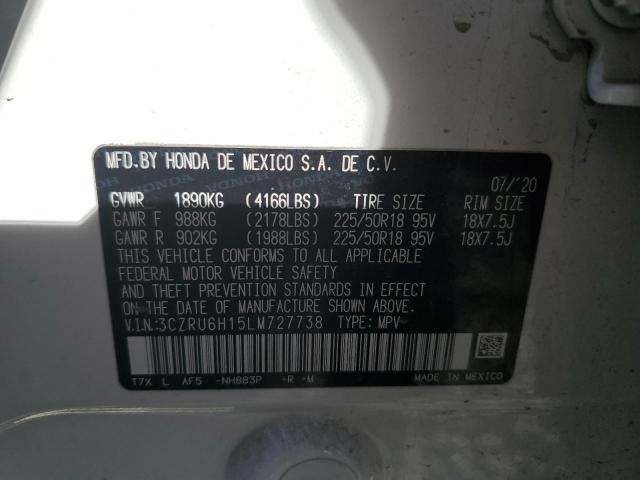 MFD.BY HONDA DE MEXICO S.A. DE C.V.
07/'20
GVWR 1890KG (4166LBS) TIRE SIZE RIM SIZE
GAWR F 988KG (2178LBS) 225/50R18 95V 18X7.5J
GAWR R 902KG (1988LBS) 225/50R18 95V 18X7.5J
THIS VEHICLE CONFORMS TO ALL APPLICABLE
FEDERAL MOTOR VEHICLE SAFETY
AND THEFT PREVENTION STANDARDS IN EFFECT
ON THE DATE OF MANUFACTURE SHOWN ABOVE.
V.I.N.:3CZRU6H15LM727738 TYPE: MPV
T7X L AF5 -NH883P -R -M MADE IN MEXICO